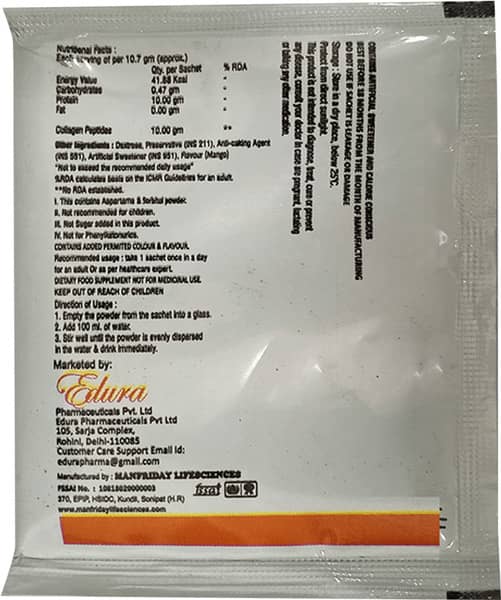 Nutritional Facts :
Each serving of per 10.7 gm (approx.)
Qty. per Sachet % RDA
Energy Value 41.88 Kcal *
Carbohydrates 0.47 gm *
Protein 10.00 gm *
Fat 0.00 gm *
Collagen Peptides 10.00 gm **
Other Ingredients : Dextrose, Preservative (INS 211), Anti-caking Agent
(INS 551), Artificial Sweetener (INS 951), Flavour (Mango)
*Not to exceed the recommended daily usage*
%RDA calculates basis on the ICMR Guidelines for an adult.
**No RDA established.
I. This contains Aspartame & Sorbitol powder.
II. Not recommended for children.
III. Not Sugar added in this product.
IV. Not for Phenylketonurics.
CONTAINS ADDED PERMITED COLOUR & FLAVOUR.
Recommended usage : take 1 sachet once in a day
for an adult Or as per healthcare expert.
DIETARY FOOD SUPPLEMENT NOT FOR MEDICINAL USE.
KEEP OUT OF REACH OF CHILDREN
Direction of Usage :
1. Empty the powder from the sachet into a glass.
2. Add 100 ml. of water.
3. Stir well until the powder is evenly dispersed
in the water & drink immediately.
Marketed by:
Edura
Pharmaceuticals Pvt. Ltd
Edura Pharmaceuticals Pvt Ltd
105, Sarja Complex,
Rohini, Delhi-110085
Customer Care Support Email Id:
edurapharma@gmail.com
Manufactured by : MANFRIDAY LIFESCIENCES
FSSAI No. : 10819020000003
fssai
370, EPIP, HSIIDC, Kundli, Sonipat (H.R)
www.manfridaylifesciences.com
CONTAINS ARTIFICIAL SWEETENER AND CALORIE CONSCIOUS
BEST BEFORE 18 MONTHS FROM THE MONTH OF MANUFACTURING
DO NOT USE IF SACHET IS LEAKAGE OR DAMAGE
Storage : Store in a dry place, below 25°C.
Protect from direct sunlight.
This product is not intended to diagnose, treat, cure or prevent
any disease, consult your doctor in case are pregnant, lactating
or taking any other medication.